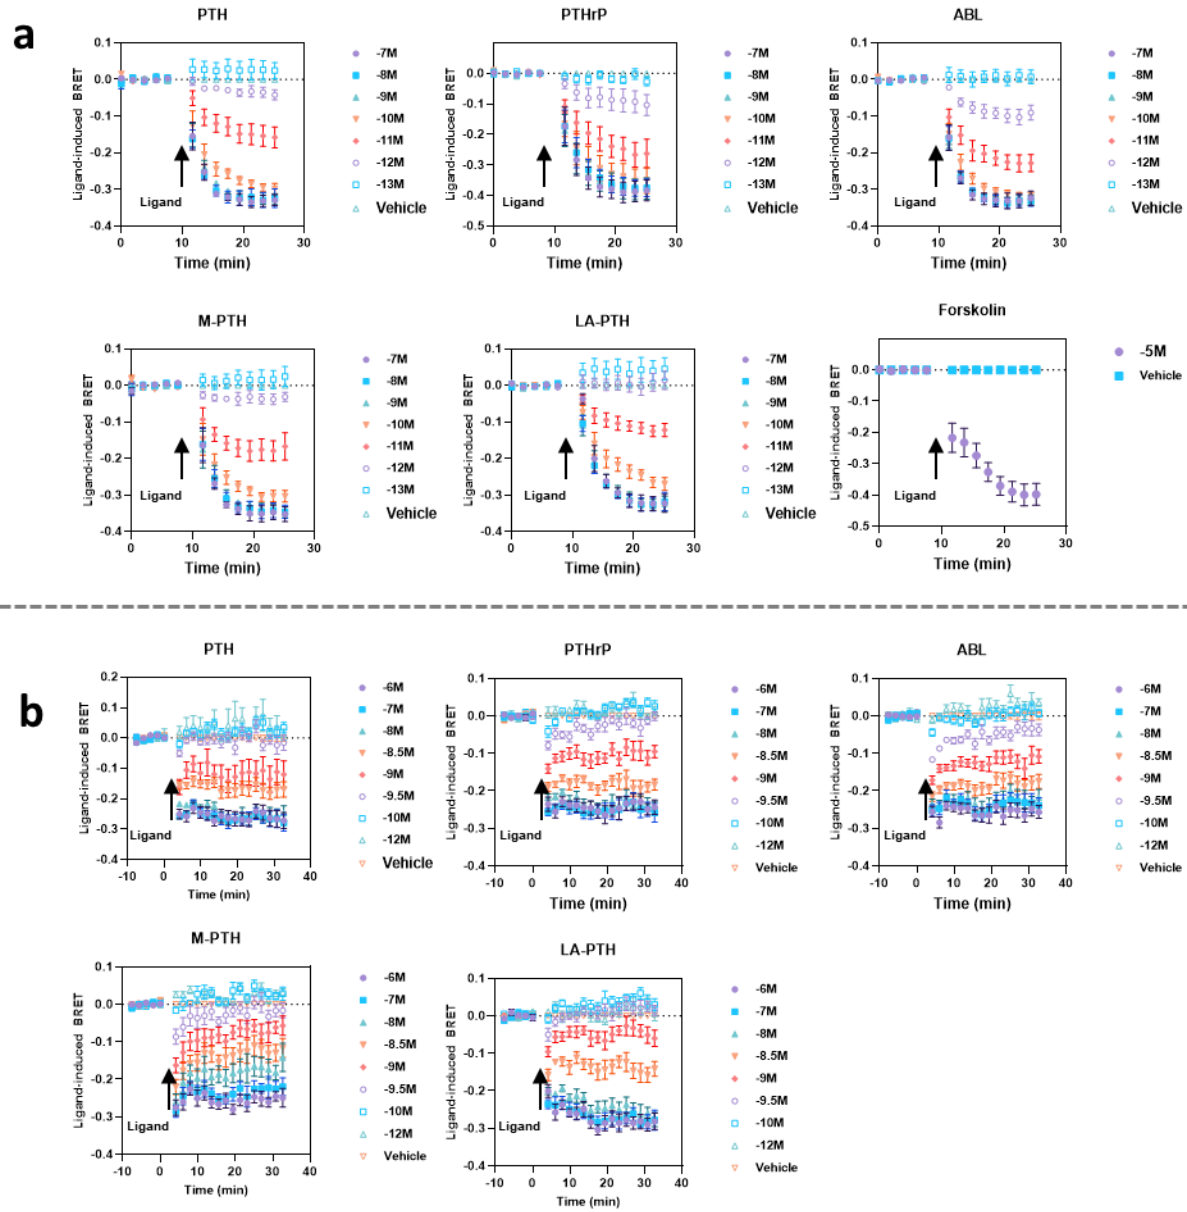 a
PTH
Ligand-induced BRET
0.1
0.0
-0.1
-0.2
-0.3
-0.4
Ligand
0 10 20 30
Time (min)
-7M
-8M
-9M
-10M
-11M
-12M
-13M
Vehicle
PTHrP
Ligand-induced BRET
0.1
0.0
-0.1
-0.2
-0.3
-0.4
-0.5
Ligand
0 10 20 30
Time (min)
-7M
-8M
-9M
-10M
-11M
-12M
-13M
Vehicle
ABL
Ligand-induced BRET
0.1
0.0
-0.1
-0.2
-0.3
-0.4
Ligand
0 10 20 30
Time (min)
-7M
-8M
-9M
-10M
-11M
-12M
-13M
Vehicle
M-PTH
Ligand-induced BRET
0.1
0.0
-0.1
-0.2
-0.3
-0.4
Ligand
0 10 20 30
Time (min)
-7M
-8M
-9M
-10M
-11M
-12M
-13M
Vehicle
LA-PTH
Ligand-induced BRET
0.1
0.0
-0.1
-0.2
-0.3
-0.4
Ligand
0 10 20 30
Time (min)
-7M
-8M
-9M
-10M
-11M
-12M
-13M
Vehicle
Forskolin
Ligand-induced BRET
0.0
-0.1
-0.2
-0.3
-0.4
-0.5
Ligand
0 10 20 30
Time (min)
-5M
Vehicle
b
PTH
Ligand-induced BRET
0.2
0.1
0.0
-0.1
-0.2
-0.3
-0.4
Ligand
-10 0 10 20 30 40
Time (min)
-6M
-7M
-8M
-8.5M
-9M
-9.5M
-10M
-12M
Vehicle
PTHrP
Ligand-induced BRET
0.1
0.0
-0.1
-0.2
-0.3
-0.4
Ligand
-10 0 10 20 30 40
Time (min)
-6M
-7M
-8M
-8.5M
-9M
-9.5M
-10M
-12M
Vehicle
ABL
Ligand-induced BRET
0.1
0.0
-0.1
-0.2
-0.3
-0.4
Ligand
-10 0 10 20 30 40
Time (min)
-6M
-7M
-8M
-8.5M
-9M
-9.5M
-10M
-12M
Vehicle
M-PTH
Ligand-induced BRET
0.1
0.0
-0.1
-0.2
-0.3
-0.4
Ligand
-10 0 10 20 30 40
Time (min)
-6M
-7M
-8M
-8.5M
-9M
-9.5M
-10M
-12M
Vehicle
LA-PTH
Ligand-induced BRET
0.1
0.0
-0.1
-0.2
-0.3
-0.4
Ligand
-10 0 10 20 30 40
Time (min)
-6M
-7M
-8M
-8.5M
-9M
-9.5M
-10M
-12M
Vehicle